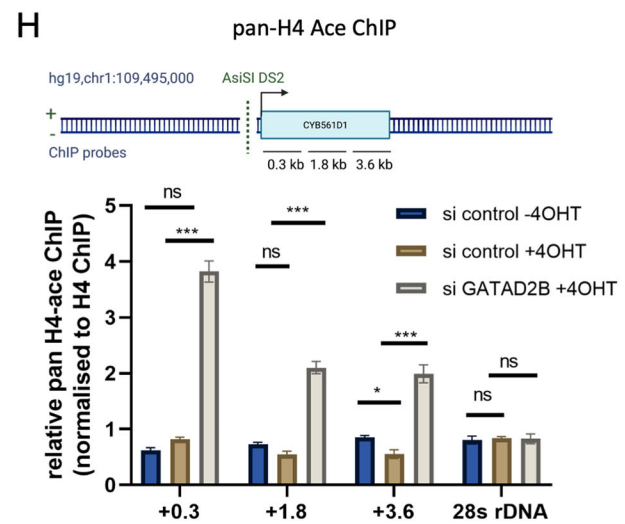 H
pan-H4 Ace ChIP
hg19,chr1:109,495,000
AsiSI DS2
+
-
CYB561D1
ChIP probes
0.3 kb 1.8 kb 3.6 kb
relative pan H4-ace ChIP
(normalised to H4 ChIP)
5
4
3
2
1
0
ns
***
***
ns
***
*
ns
ns
si control -4OHT
si control +4OHT
si GATAD2B +4OHT
+0.3 +1.8 +3.6 28s rDNA